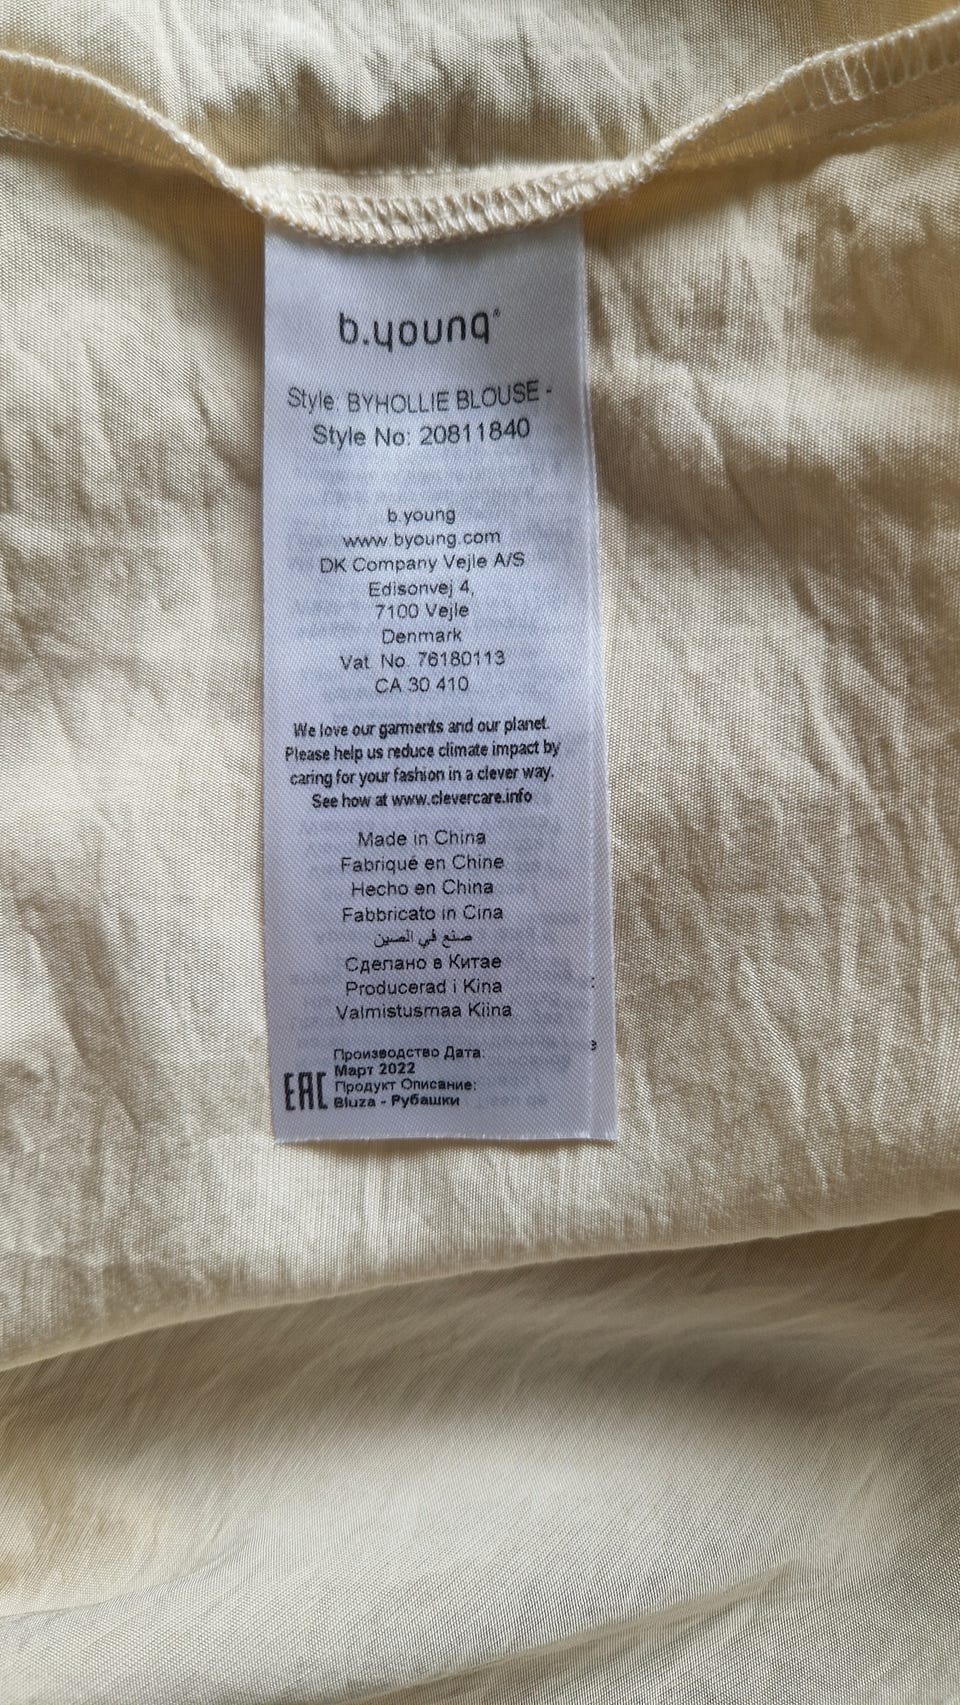 b.young®
Style: BYHOLLIE BLOUSE -
Style No: 20811840
b.young
www.byoung.com
DK Company Vejle A/S
Edisonvej 4,
7100 Vejle
Denmark
Vat. No. 76180113
CA 30 410
We love our garments and our planet.
Please help us reduce climate impact by
caring for your fashion in a clever way.
See how at www.clevercare.info
Made in China
Fabriqué en Chine
Hecho en China
Fabbricato in Cina
صنع في الصين
Сделано в Китае
Producerad i Kina
Valmistusmaa Kiina
Производство Дата:
Март 2022
EAC Продукт Описание:
Bluza - Рубашки